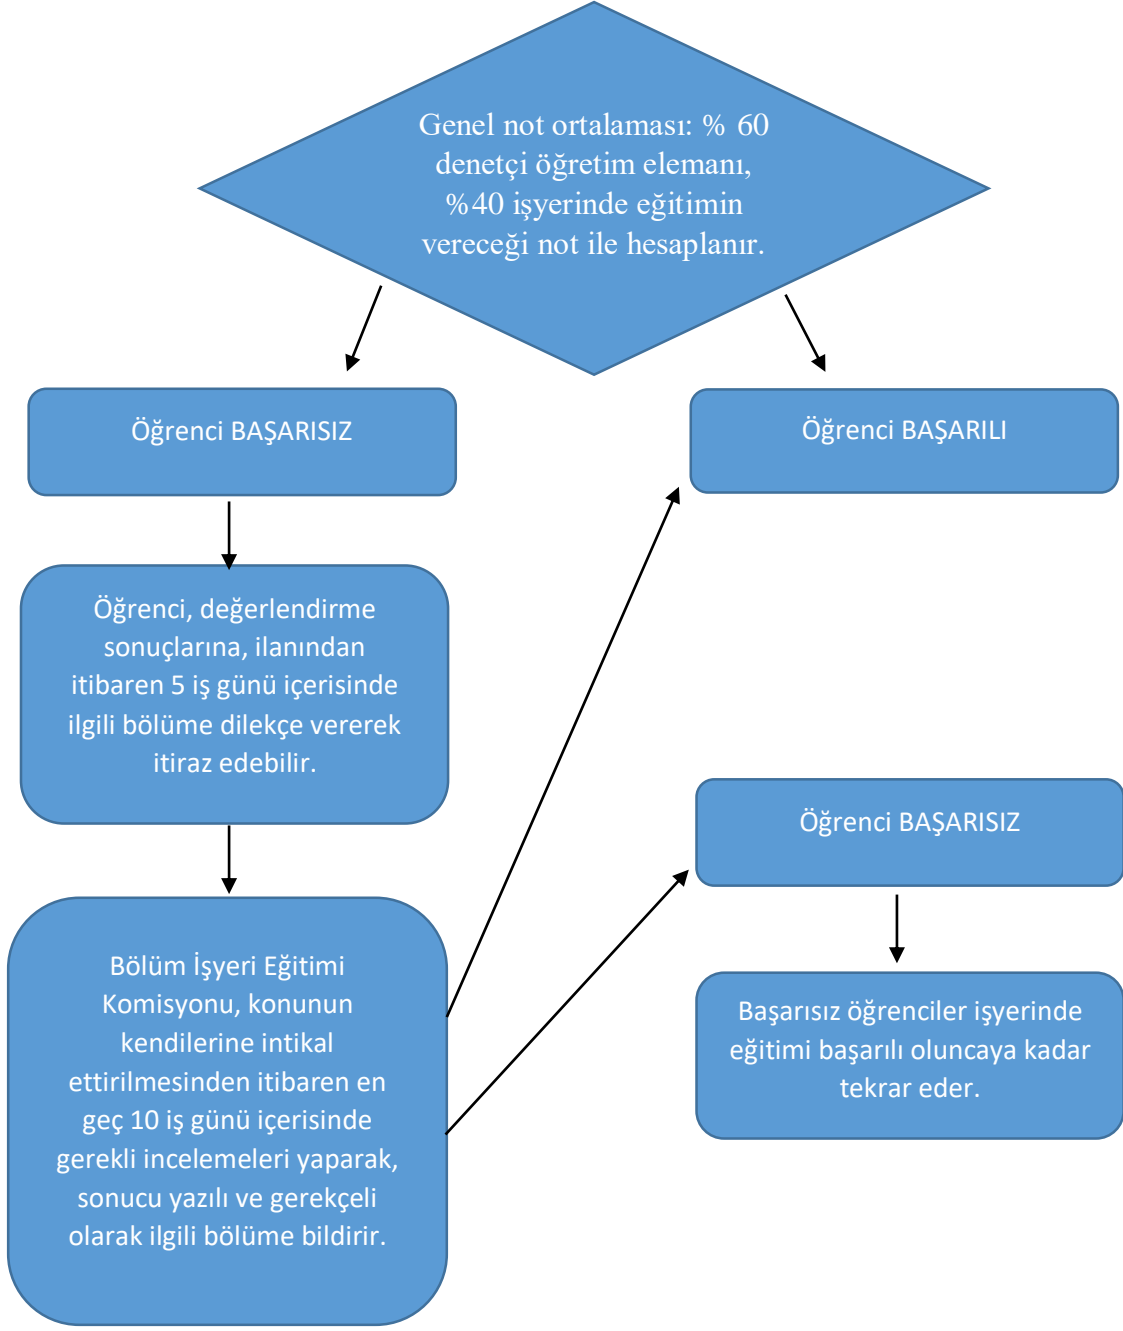 Genel not ortalaması: % 60
denetçi öğretim elemanı,
%40 işyerinde eğitimin
vereceği not ile hesaplanır.
Öğrenci BAŞARISIZ
Öğrenci BAŞARILI
Öğrenci, değerlendirme
sonuçlarına, ilanından
itibaren 5 iş günü içerisinde
ilgili bölüme dilekçe vererek
itiraz edebilir.
Öğrenci BAŞARISIZ
Bölüm İşyeri Eğitimi
Komisyonu, konunun
kendilerine intikal
ettirilmesinden itibaren en
geç 10 iş günü içerisinde
gerekli incelemeleri yaparak,
sonucu yazılı ve gerekçeli
olarak ilgili bölüme bildirir.
Başarısız öğrenciler işyerinde
eğitimi başarılı oluncaya kadar
tekrar eder.